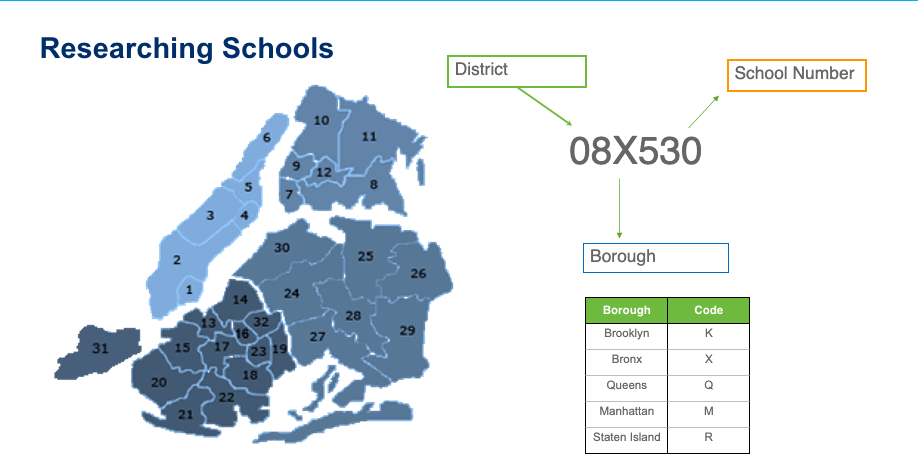 Researching Schools
District
School Number
08X530
Borough
Borough Code
Brooklyn K
Bronx X
Queens Q
Manhattan M
Staten Island R
10
11
6
9
12
8
5
7
3
4
30
25
2
26
1
24
14
28
13
32
29
16
27
15
17
23
19
31
18
20
22
21